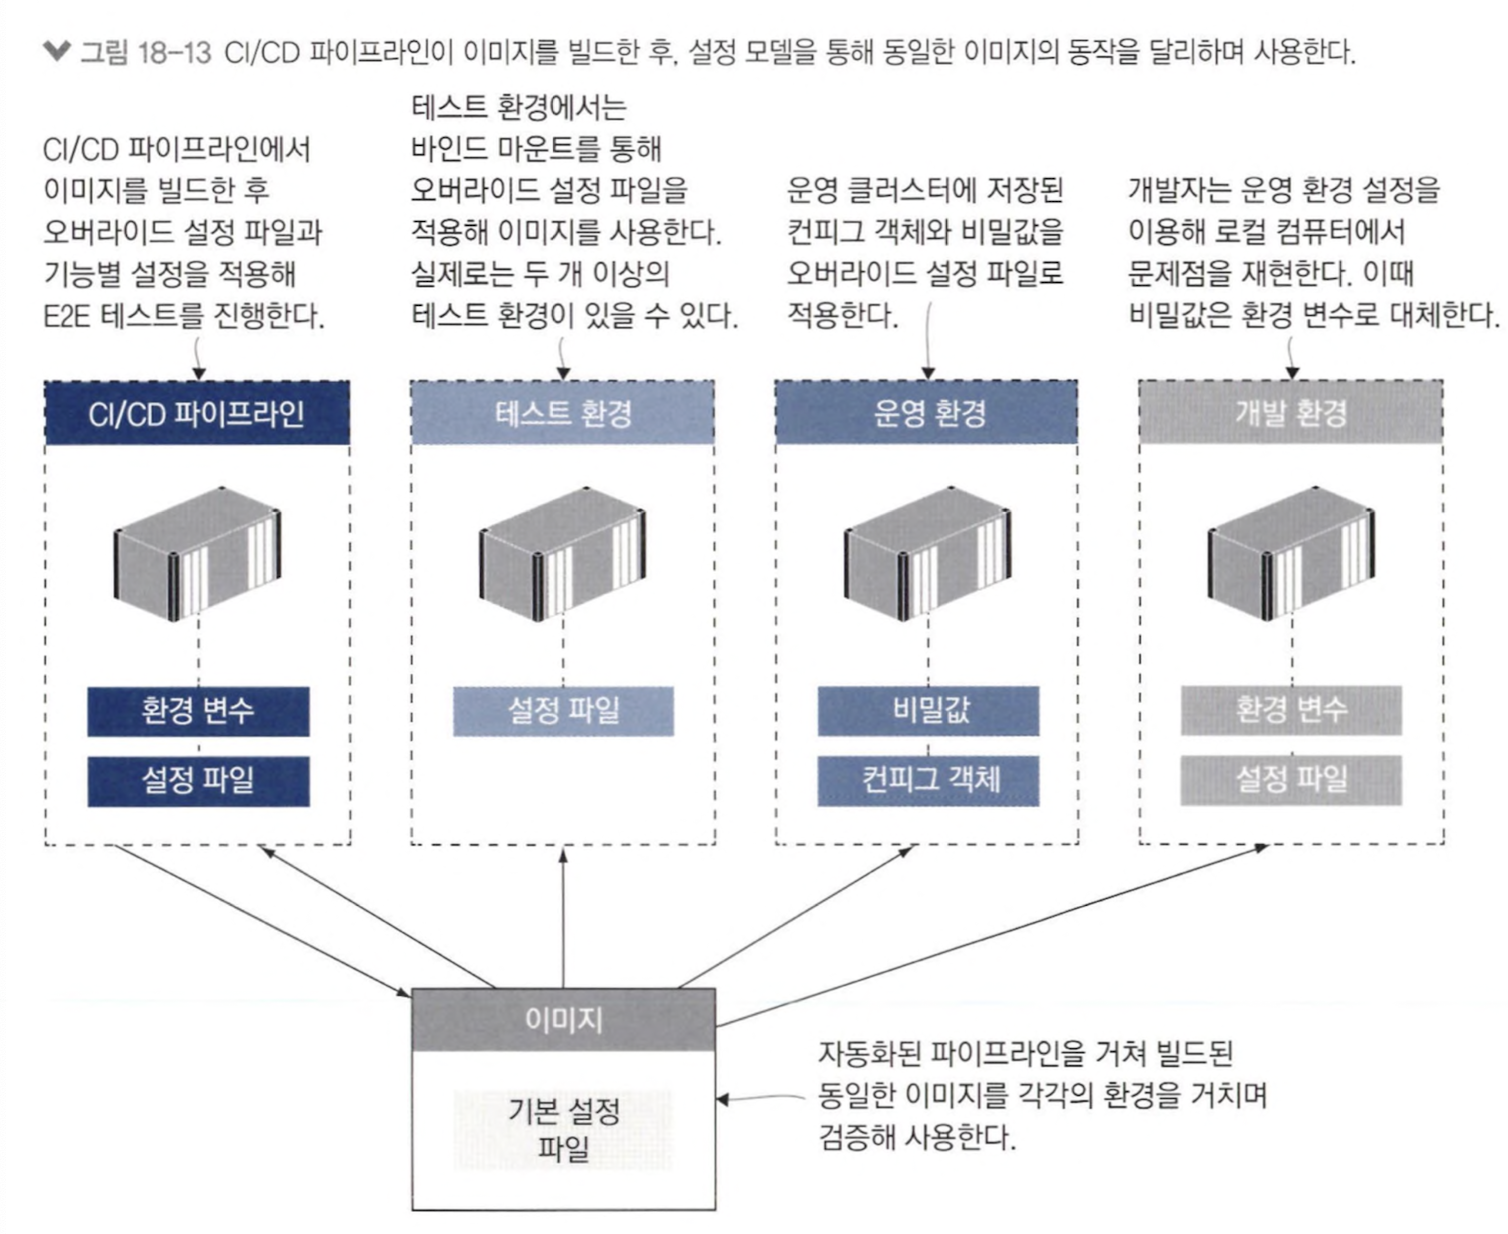 그림 18-13 CI/CD 파이프라인이 이미지를 빌드한 후, 설정 모델을 통해 동일한 이미지의 동작을 달리하며 사용한다.
CI/CD 파이프라인에서
이미지를 빌드한 후
오버라이드 설정 파일과
기능별 설정을 적용해
E2E 테스트를 진행한다.
테스트 환경에서는
바인드 마운트를 통해
오버라이드 설정 파일을
적용해 이미지를 사용한다.
실제로는 두 개 이상의
테스트 환경이 있을 수 있다.
운영 클러스터에 저장된
컨피그 객체와 비밀값을
오버라이드 설정 파일로
적용한다.
개발자는 운영 환경 설정을
이용해 로컬 컴퓨터에서
문제점을 재현한다. 이때
비밀값은 환경 변수로 대체한다.
CI/CD 파이프라인
환경 변수
설정 파일
테스트 환경
설정 파일
운영 환경
비밀값
컨피그 객체
개발 환경
환경 변수
설정 파일
이미지
기본 설정
파일
자동화된 파이프라인을 거쳐 빌드된
동일한 이미지를 각각의 환경을 거치며
검증해 사용한다.